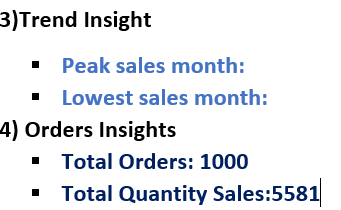 3)Trend Insight
▪ Peak sales month:
▪ Lowest sales month:
4) Orders Insights
▪ Total Orders: 1000
▪ Total Quantity Sales:5581